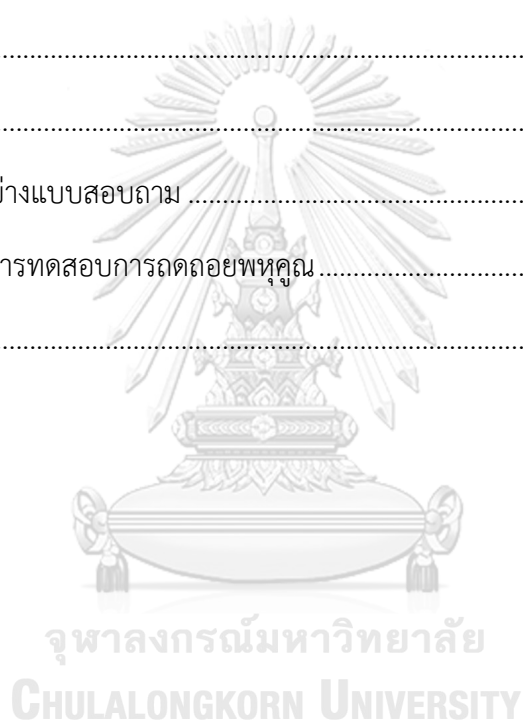 ................................................................
................................................................
ย่างแบบสอบถาม ................................................
การทดสอบการถดถอยพหุคูณ ................................
................................................................
จุฬาลงกรณ์มหาวิทยาลัย
CHULALONGKORN UNIVERSITY